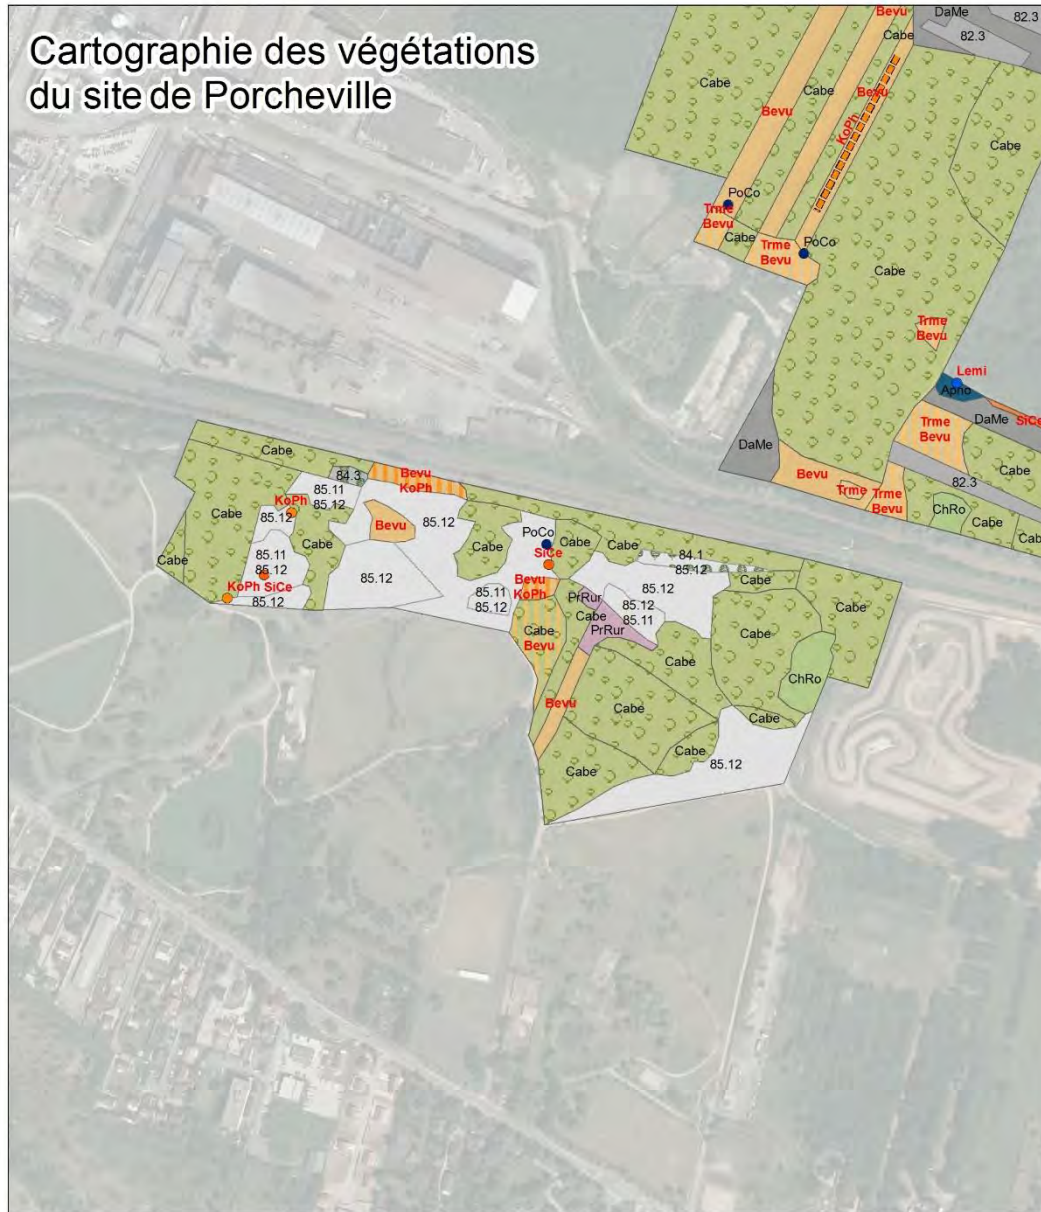 Cartographie des végétations
du site de Porcheville
Bevu
DaMe
82.3
Cabe
82.3
Cabe
Cabe
Bevu
Bevu
KoPh
Cabe
PoCo
Trme
Bevu
Cabe
Trme
Bevu
PoCo
Cabe
Trme
Bevu
Lemi
Apno
SiCe
DaMe
Trme
Bevu
Cabe
DaMe
Bevu
82.3
Trme
Trme
Bevu
ChRo
Cabe
Cabe
Cabe
84.3
Bevu
KoPh
85.11
85.12
KoPh
85.12
Cabe
Bevu
85.12
PoCo
Cabe
Cabe
Cabe
Cabe
84.1
85.12
SiCe
85.11
85.12
Cabe
85.12
KoPh SiCe
85.12
85.11
85.12
Bevu
KoPh
PrRur
85.12
85.12
85.11
Cabe
Cabe
PrRur
Cabe
Bevu
Cabe
Cabe
Cabe
ChRo
Bevu
Cabe
Cabe
Cabe
Cabe
85.12